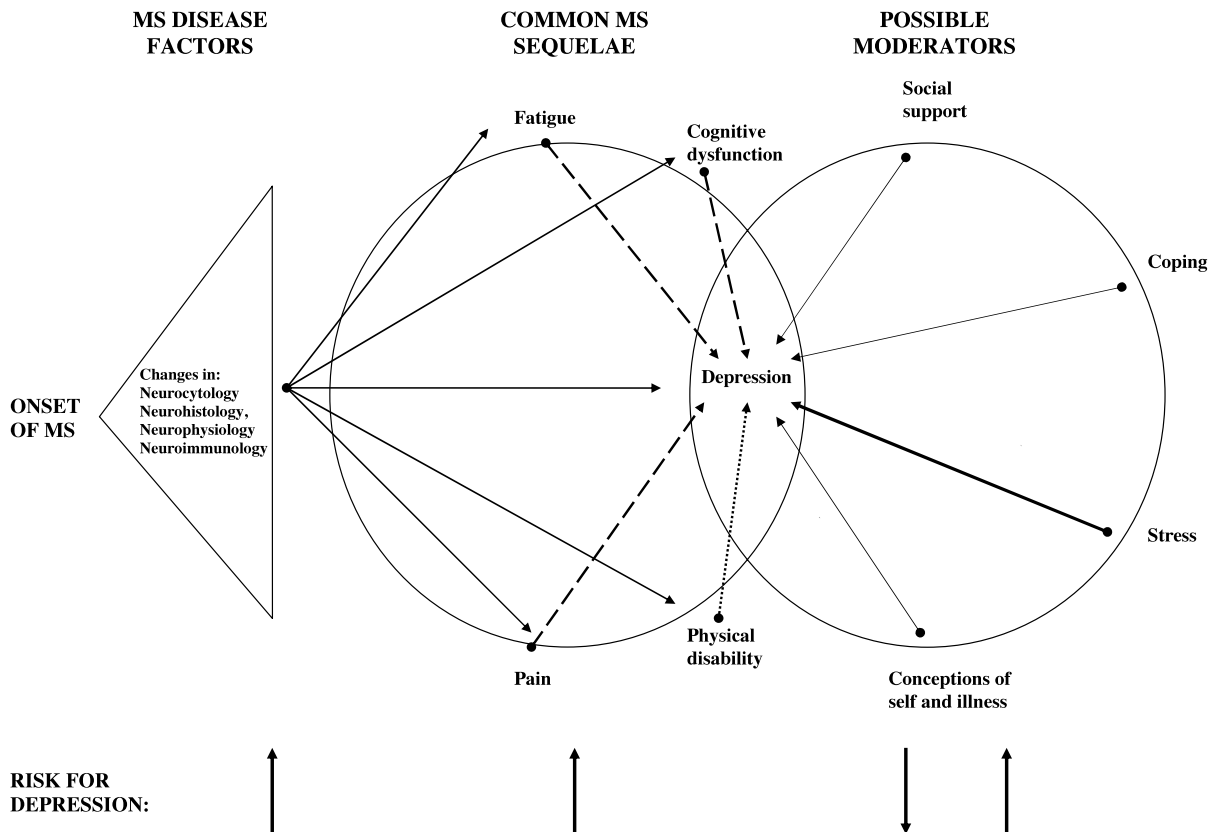 MS DISEASE
FACTORS
COMMON MS
SEQUELAE
POSSIBLE
MODERATORS
Social
support
Fatigue
Cognitive
dysfunction
Coping
Changes in:
Neurocytology
Neurohistology,
Neurophysiology
Neuroimmunology
Depression
ONSET
OF MS
Stress
Physical
disability
Pain
Conceptions of
self and illness
RISK FOR
DEPRESSION: